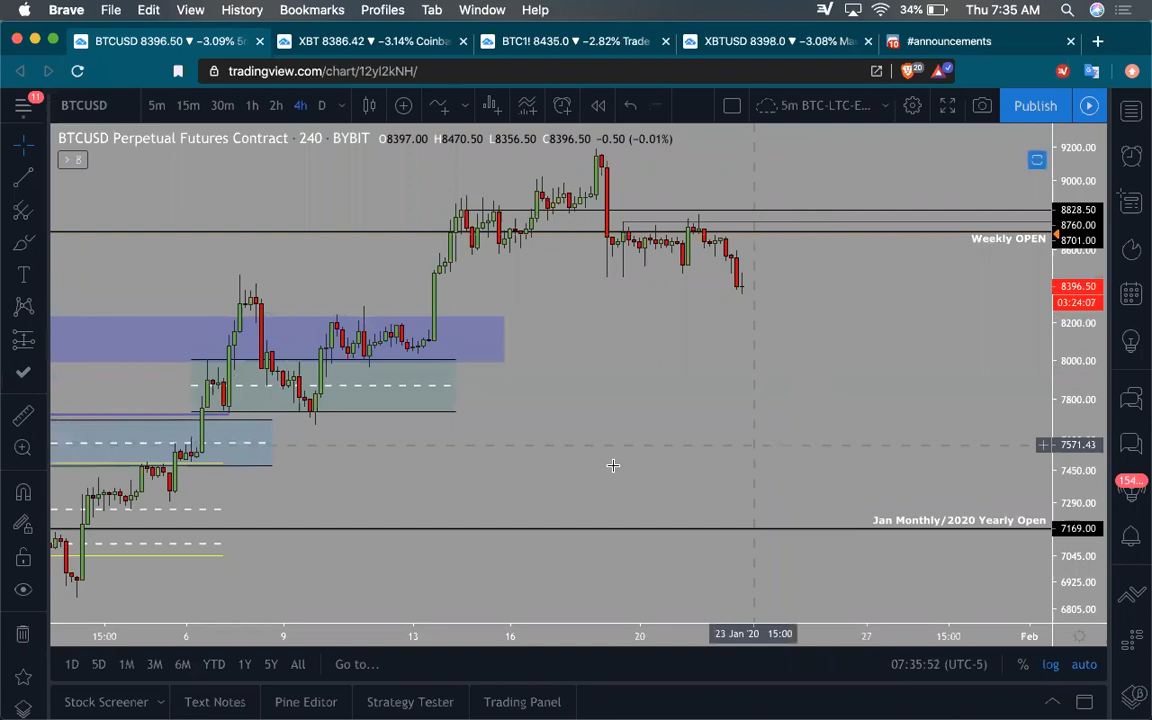 Brave File Edit View History Bookmarks Profiles Tab Window Help 34% Thu 7:35 AM
BTCUSD 8396.50 ▼ −3.09% 5m × XBT 8386.42 ▼ −3.14% Coinba × BTC1! 8435.0 ▼ −2.82% Trade × XBTUSD 8398.0 ▼ −3.08% Ma × #announcements × +
tradingview.com/chart/12yI2kNH/ 20
11 BTCUSD 5m 15m 30m 1h 2h 4h D 5m BTC-LTC-E... Publish
BTCUSD Perpetual Futures Contract · 240 · BYBIT O8397.00 H8470.50 L8356.50 C8396.50 −0.50 (−0.01%)
9200.00
> 8
9000.00
8828.50
8760.00
Weekly OPEN 8701.00
8600.00
8396.50
03:24:07
8200.00
8000.00
7800.00
7571.43
7450.00
154...
7290.00
Jan Monthly/2020 Yearly Open
7169.00
7045.00
6925.00
6805.00
15:00 6 9 13 16 20 23 Jan '20 15:00 27 15:00 Feb
1D 5D 1M 3M 6M YTD 1Y 5Y All Go to... 07:35:52 (UTC-5) % log auto
Stock Screener Text Notes Pine Editor Strategy Tester Trading Panel